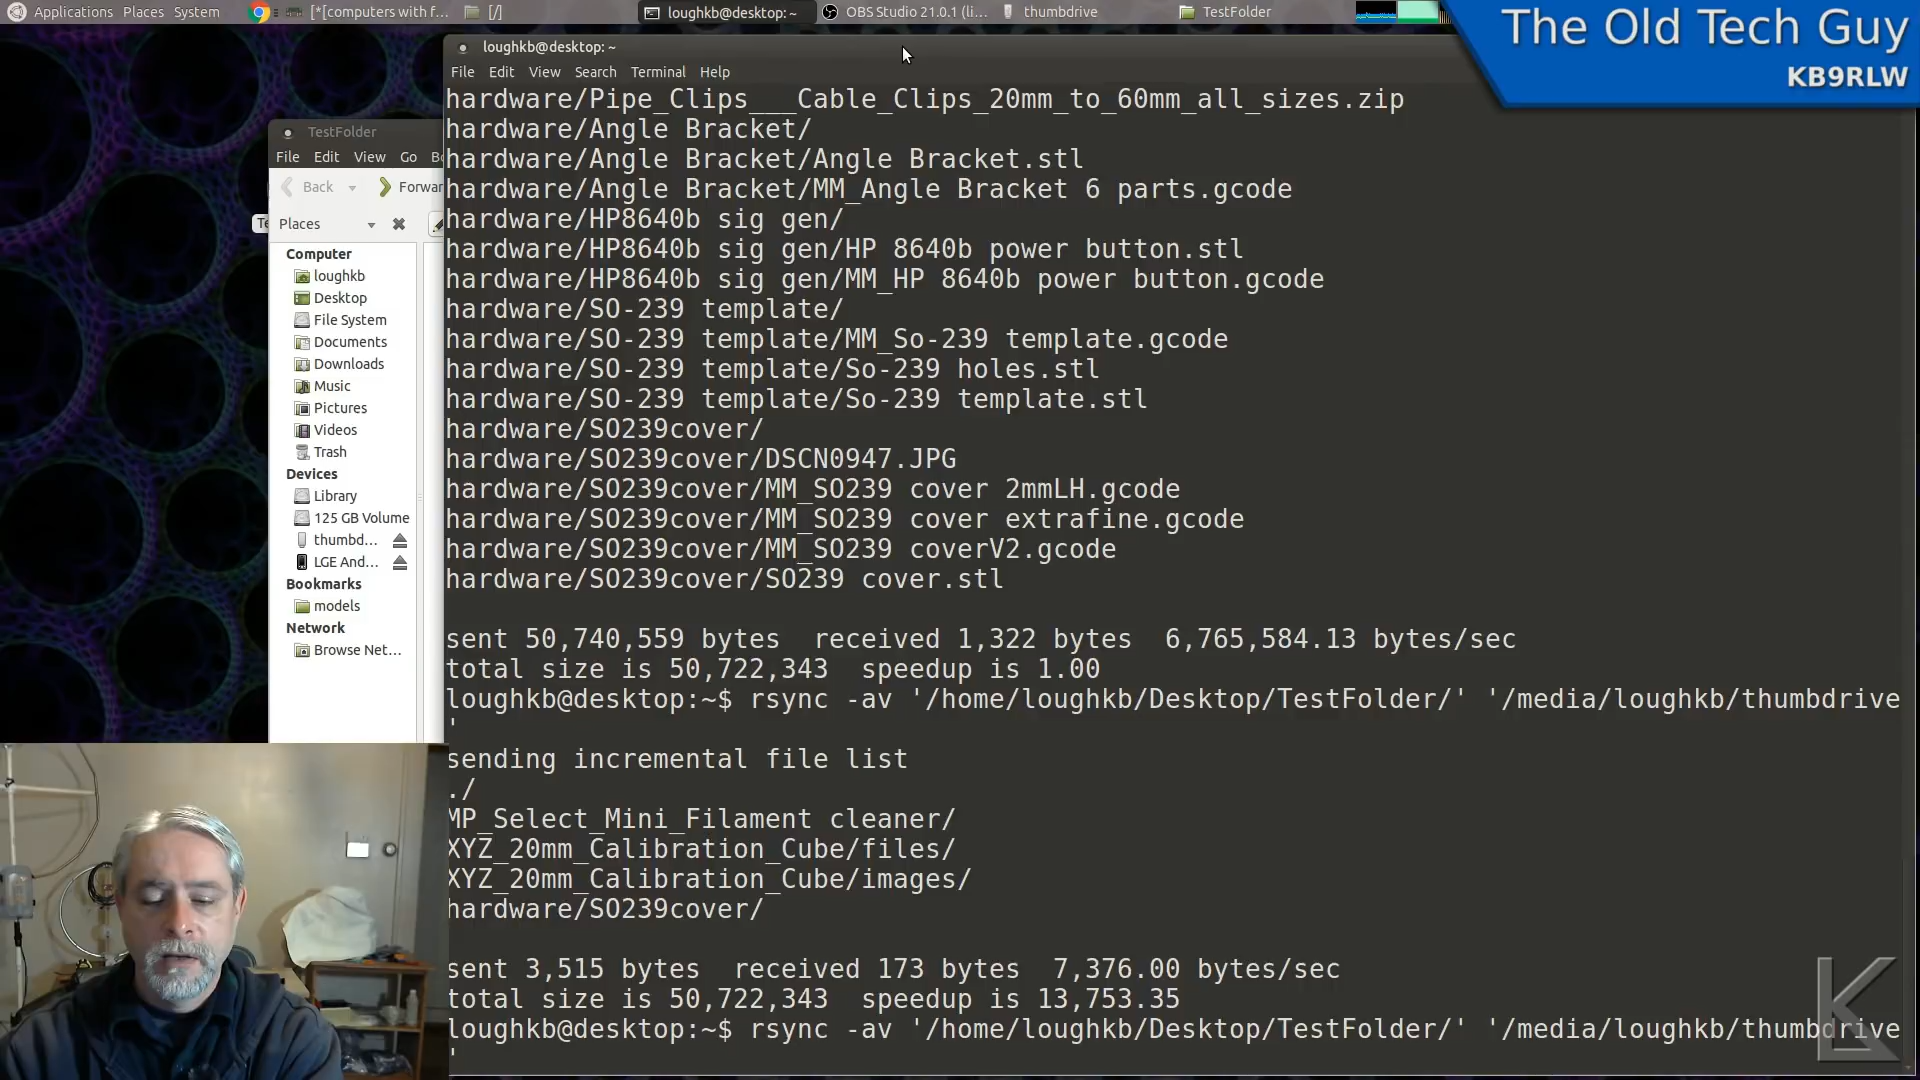 Applications Places System
[*[computers with f...
[/]
loughkb@desktop: ~
OBS Studio 21.0.1 (li...
thumbdrive
TestFolder
The Old Tech Guy
KB9RLW
loughkb@desktop: ~
File Edit View Search Terminal Help
TestFolder
File Edit View Go
Back
Places
Computer
loughkb
Desktop
File System
Documents
Downloads
Music
Pictures
Videos
Trash
Devices
Library
125 GB Volume
thumbd...
LGE And...
Bookmarks
models
Network
Browse Net...
hardware/Pipe_Clips___Cable_Clips_20mm_to_60mm_all_sizes.zip
hardware/Angle Bracket/
hardware/Angle Bracket/Angle Bracket.stl
hardware/Angle Bracket/MM_Angle Bracket 6 parts.gcode
hardware/HP8640b sig gen/
hardware/HP8640b sig gen/HP 8640b power button.stl
hardware/HP8640b sig gen/MM_HP 8640b power button.gcode
hardware/SO-239 template/
hardware/SO-239 template/MM_So-239 template.gcode
hardware/SO-239 template/So-239 holes.stl
hardware/SO-239 template/So-239 template.stl
hardware/SO239cover/
hardware/SO239cover/DSCN0947.JPG
hardware/SO239cover/MM_SO239 cover 2mmLH.gcode
hardware/SO239cover/MM_SO239 cover extrafine.gcode
hardware/SO239cover/MM_SO239 coverV2.gcode
hardware/SO239cover/SO239 cover.stl
sent 50,740,559 bytes  received 1,322 bytes  6,765,584.13 bytes/sec
total size is 50,722,343  speedup is 1.00
loughkb@desktop:~$ rsync -av '/home/loughkb/Desktop/TestFolder/' '/media/loughkb/thumbdrive
'
sending incremental file list
./
MP_Select_Mini_Filament cleaner/
XYZ_20mm_Calibration_Cube/files/
XYZ_20mm_Calibration_Cube/images/
hardware/SO239cover/
sent 3,515 bytes  received 173 bytes  7,376.00 bytes/sec
total size is 50,722,343  speedup is 13,753.35
loughkb@desktop:~$ rsync -av '/home/loughkb/Desktop/TestFolder/' '/media/loughkb/thumbdrive
'
K